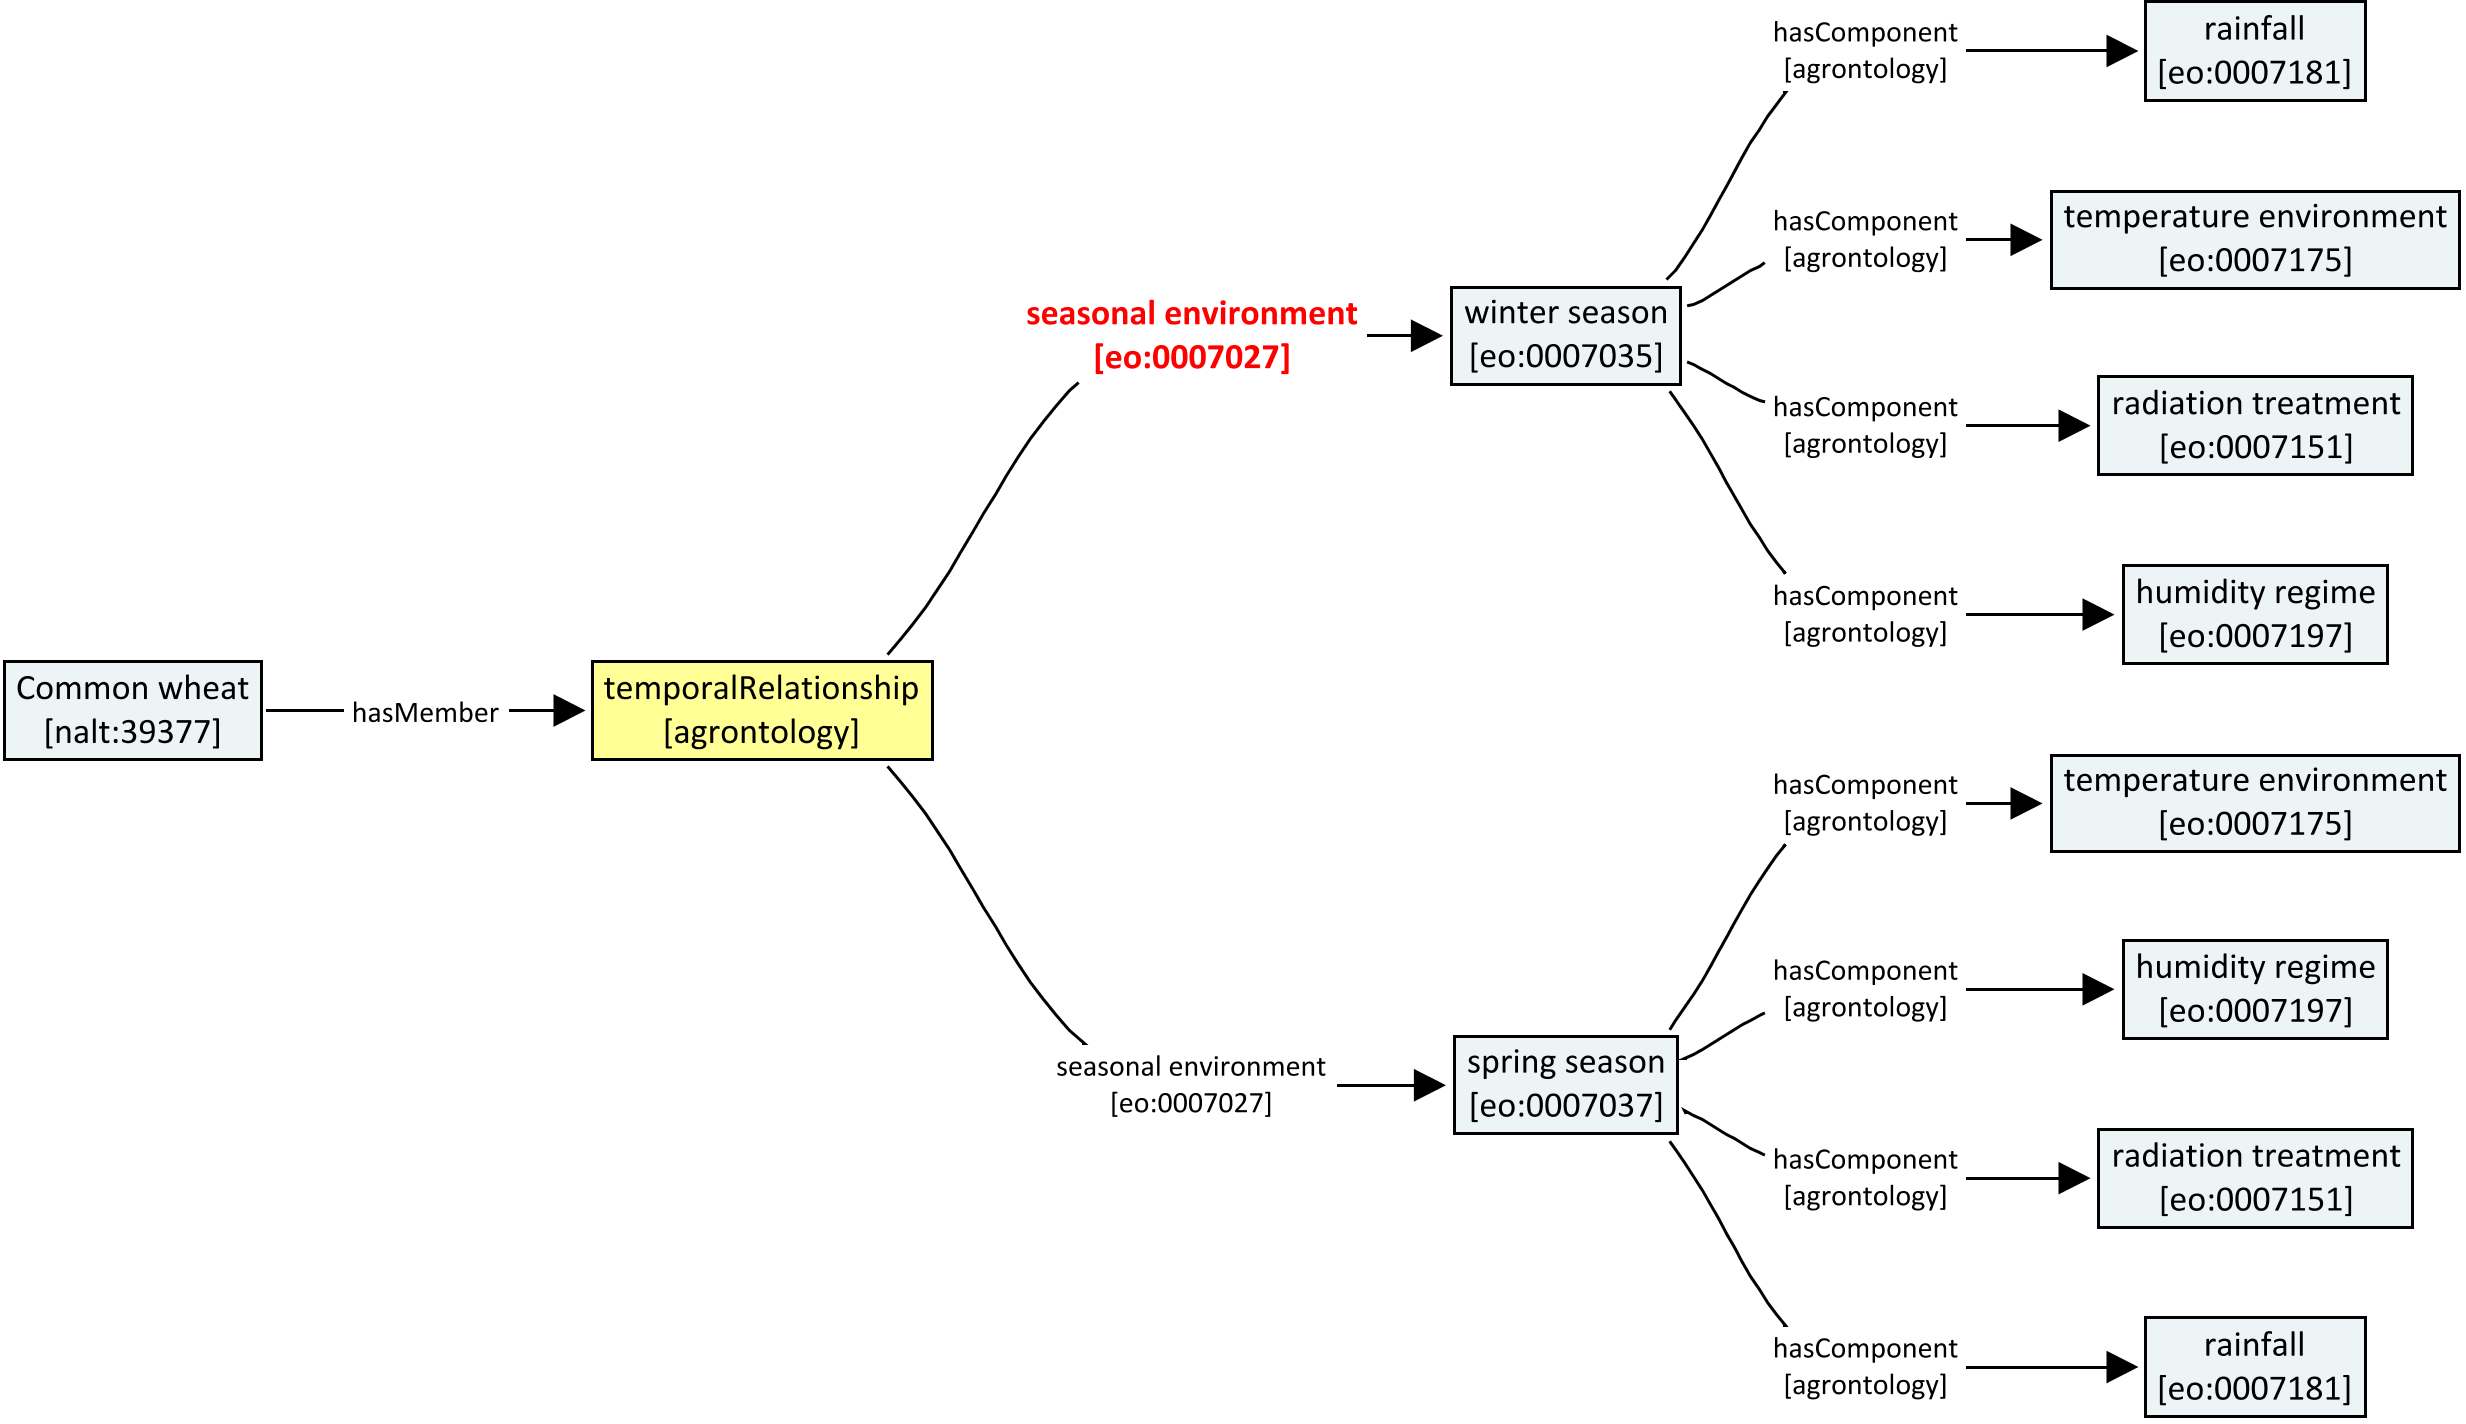 Common wheat
[nalt:39377]
hasMember
temporalRelationship
[agrontology]
seasonal environment
[eo:0007027]
winter season
[eo:0007035]
hasComponent
[agrontology]
rainfall
[eo:0007181]
hasComponent
[agrontology]
temperature environment
[eo:0007175]
hasComponent
[agrontology]
radiation treatment
[eo:0007151]
hasComponent
[agrontology]
humidity regime
[eo:0007197]
seasonal environment
[eo:0007027]
spring season
[eo:0007037]
hasComponent
[agrontology]
temperature environment
[eo:0007175]
hasComponent
[agrontology]
humidity regime
[eo:0007197]
hasComponent
[agrontology]
radiation treatment
[eo:0007151]
hasComponent
[agrontology]
rainfall
[eo:0007181]